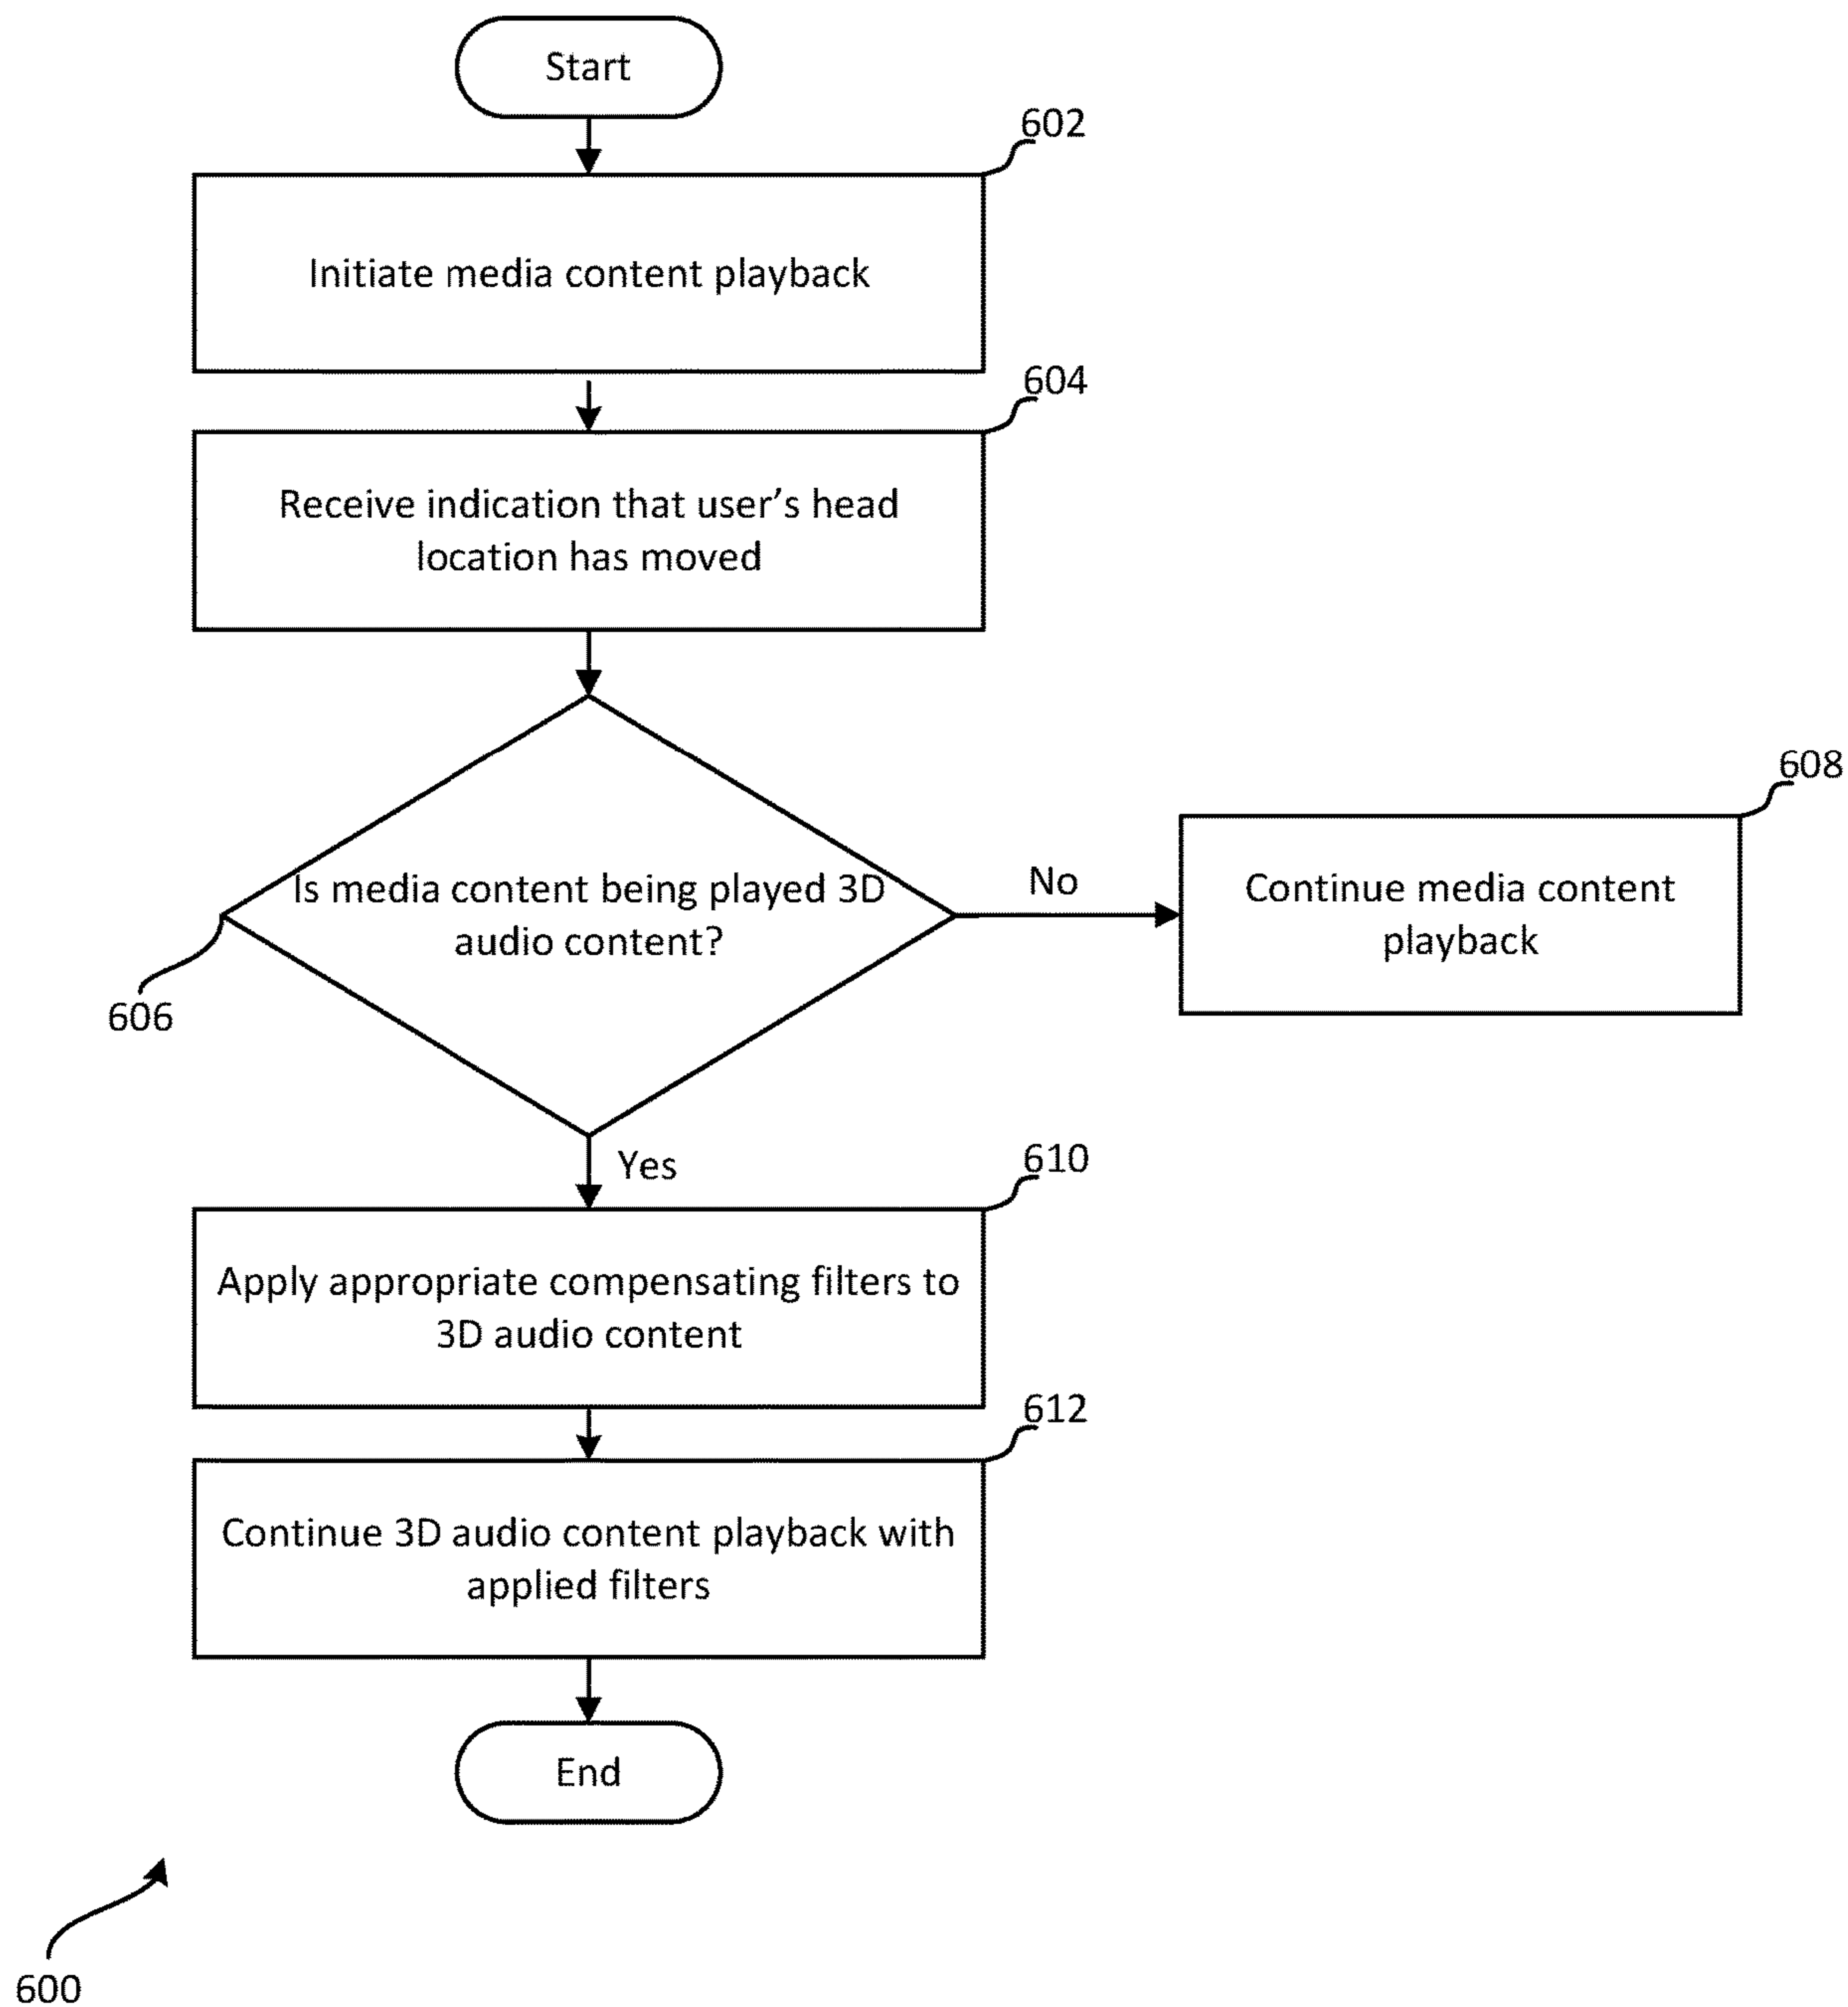 Start
602
Initiate media content playback
604
Receive indication that user's head
location has moved
Is media content being played 3D
audio content?
606
No
608
Continue media content
playback
Yes
610
Apply appropriate compensating filters to
3D audio content
612
Continue 3D audio content playback with
applied filters
End
600